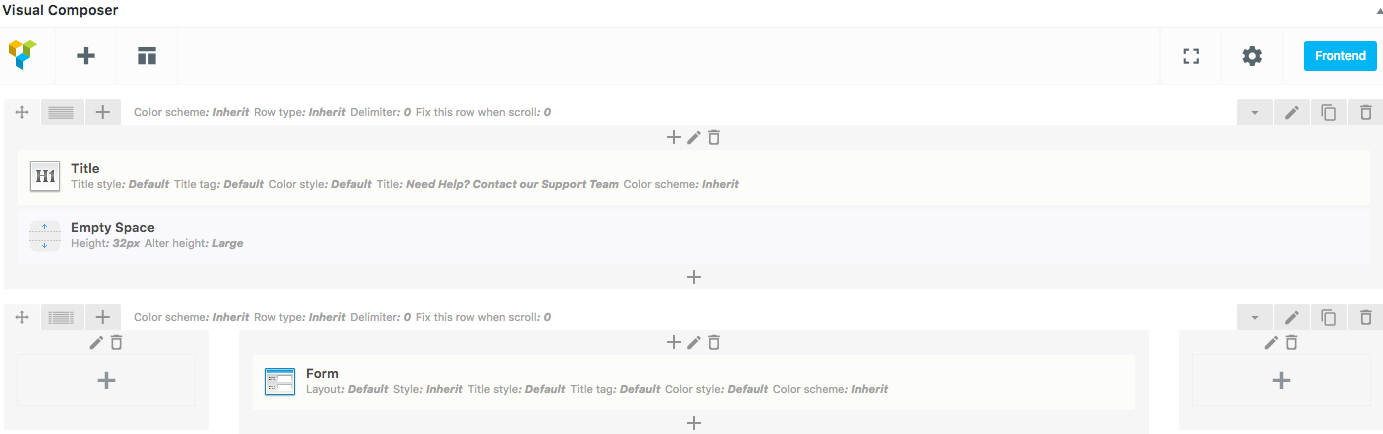 Visual Composer
Frontend
Color scheme: Inherit Row type: Inherit Delimiter: 0 Fix this row when scroll: 0
H1
Title
Title style: Default Title tag: Default Color style: Default Title: Need Help? Contact our Support Team Color scheme: Inherit
Empty Space
Height: 32px Alter height: Large
Color scheme: Inherit Row type: Inherit Delimiter: 0 Fix this row when scroll: 0
Form
Layout: Default Style: Inherit Title style: Default Title tag: Default Color style: Default Color scheme: Inherit